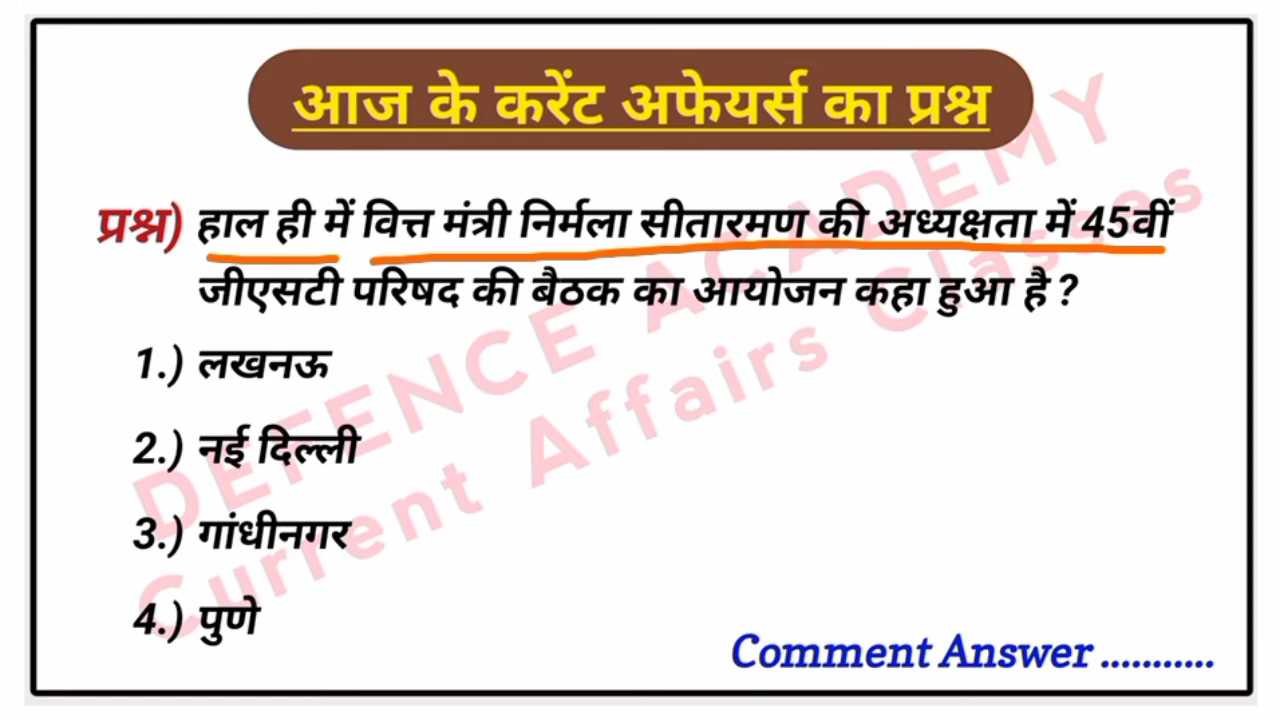 आज के करेंट अफेयर्स का प्रश्न
प्रश्न) हाल ही में वित्त मंत्री निर्मला सीतारमण की अध्यक्षता में 45वीं
जीएसटी परिषद की बैठक का आयोजन कहा हुआ है ?
1.) लखनऊ
2.) नई दिल्ली
3.) गांधीनगर
4.) पुणे
DEFENCE ACADEMY
Current Affairs Classes
Comment Answer ...........